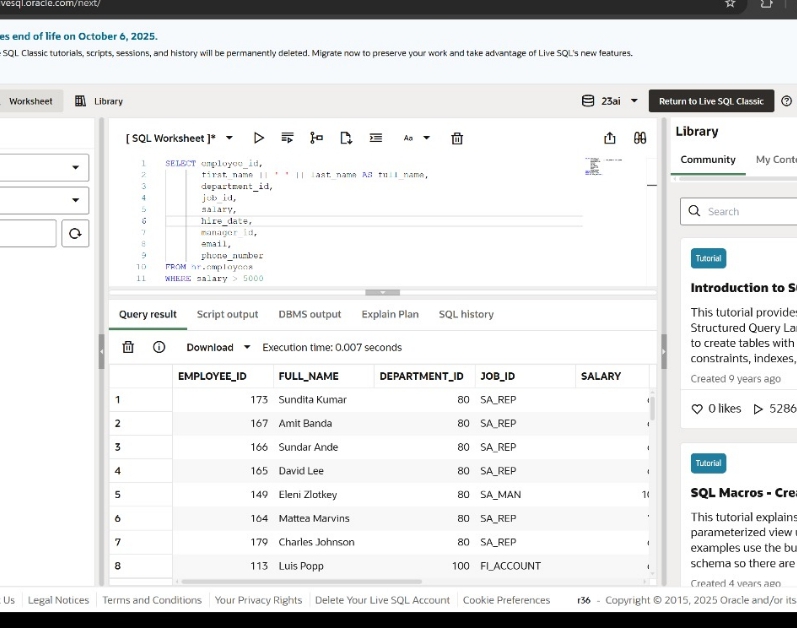 vesql.oracle.com/next/
es end of life on October 6, 2025.
SQL Classic tutorials, scripts, sessions, and history will be permanently deleted. Migrate now to preserve your work and take advantage of Live SQL's new features.
Worksheet
Library
23ai
Return to Live SQL Classic
[ SQL Worksheet ]*
Aa
1 SELECT employee_id,
2 first_name || ' ' || last_name AS full_name,
3 department_id,
4 job_id,
5 salary,
6 hire_date,
7 manager_id,
8 email,
9 phone_number
10 FROM hr.employees
11 WHERE salary > 5000
Query result Script output DBMS output Explain Plan SQL history
Download Execution time: 0.007 seconds
EMPLOYEE_ID FULL_NAME DEPARTMENT_ID JOB_ID SALARY
1 173 Sundita Kumar 80 SA_REP
2 167 Amit Banda 80 SA_REP
3 166 Sundar Ande 80 SA_REP
4 165 David Lee 80 SA_REP
5 149 Eleni Zlotkey 80 SA_MAN 1
6 164 Mattea Marvins 80 SA_REP
7 179 Charles Johnson 80 SA_REP
8 113 Luis Popp 100 FI_ACCOUNT
Library
Community My Conte
Search
Tutorial
Introduction to S
This tutorial provides
Structured Query La
to create tables with
constraints, indexes,
Created 9 years ago
0 likes 5286
Tutorial
SQL Macros - Crea
This tutorial explains
parameterized view
examples use the bu
schema so there are
Created 4 years ago
Us Legal Notices Terms and Conditions Your Privacy Rights Delete Your Live SQL Account Cookie Preferences r36 - Copyright © 2015, 2025 Oracle and/or its